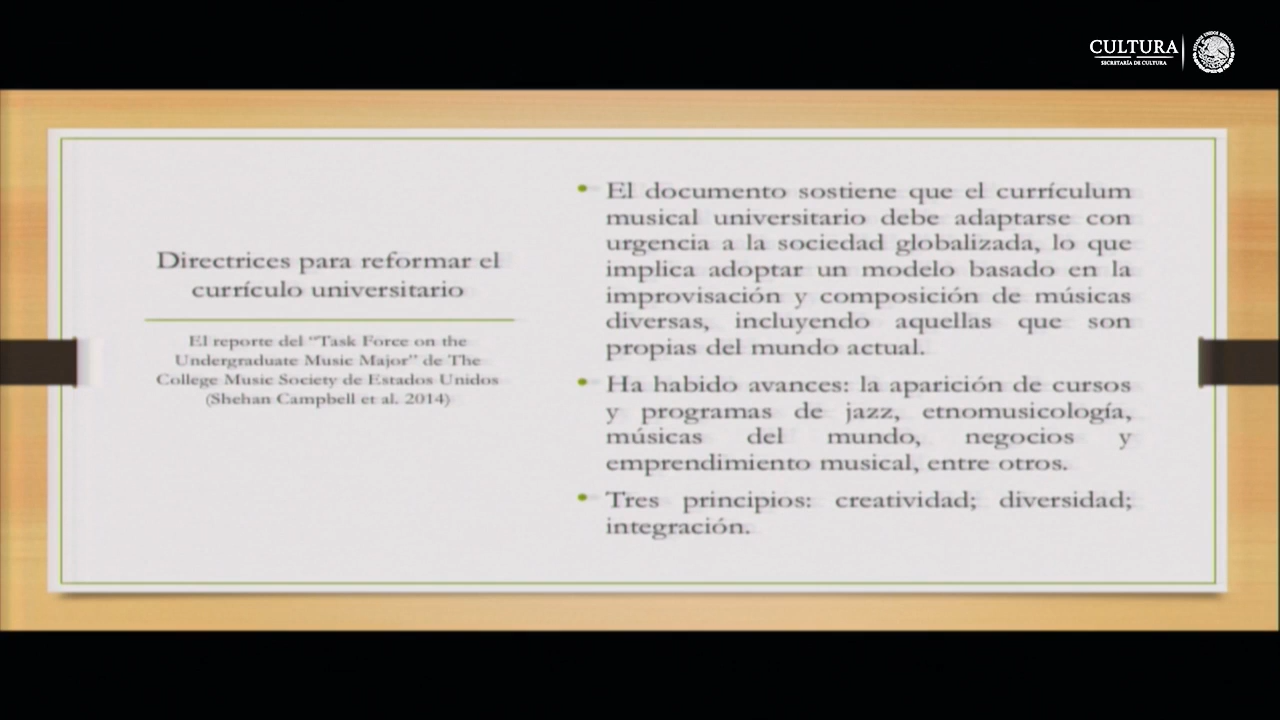 CULTURA
SECRETARÍA DE CULTURA
Directrices para reformar el
currículo universitario
El reporte del “Task Force on the
Undergraduate Music Major” de The
College Music Society de Estados Unidos
(Shehan Campbell et al. 2014)
• El documento sostiene que el currículum
musical universitario debe adaptarse con
urgencia a la sociedad globalizada, lo que
implica adoptar un modelo basado en la
improvisación y composición de músicas
diversas, incluyendo aquellas que son
propias del mundo actual.
• Ha habido avances: la aparición de cursos
y programas de jazz, etnomusicología,
músicas del mundo, negocios y
emprendimiento musical, entre otros.
• Tres principios: creatividad; diversidad;
integración.